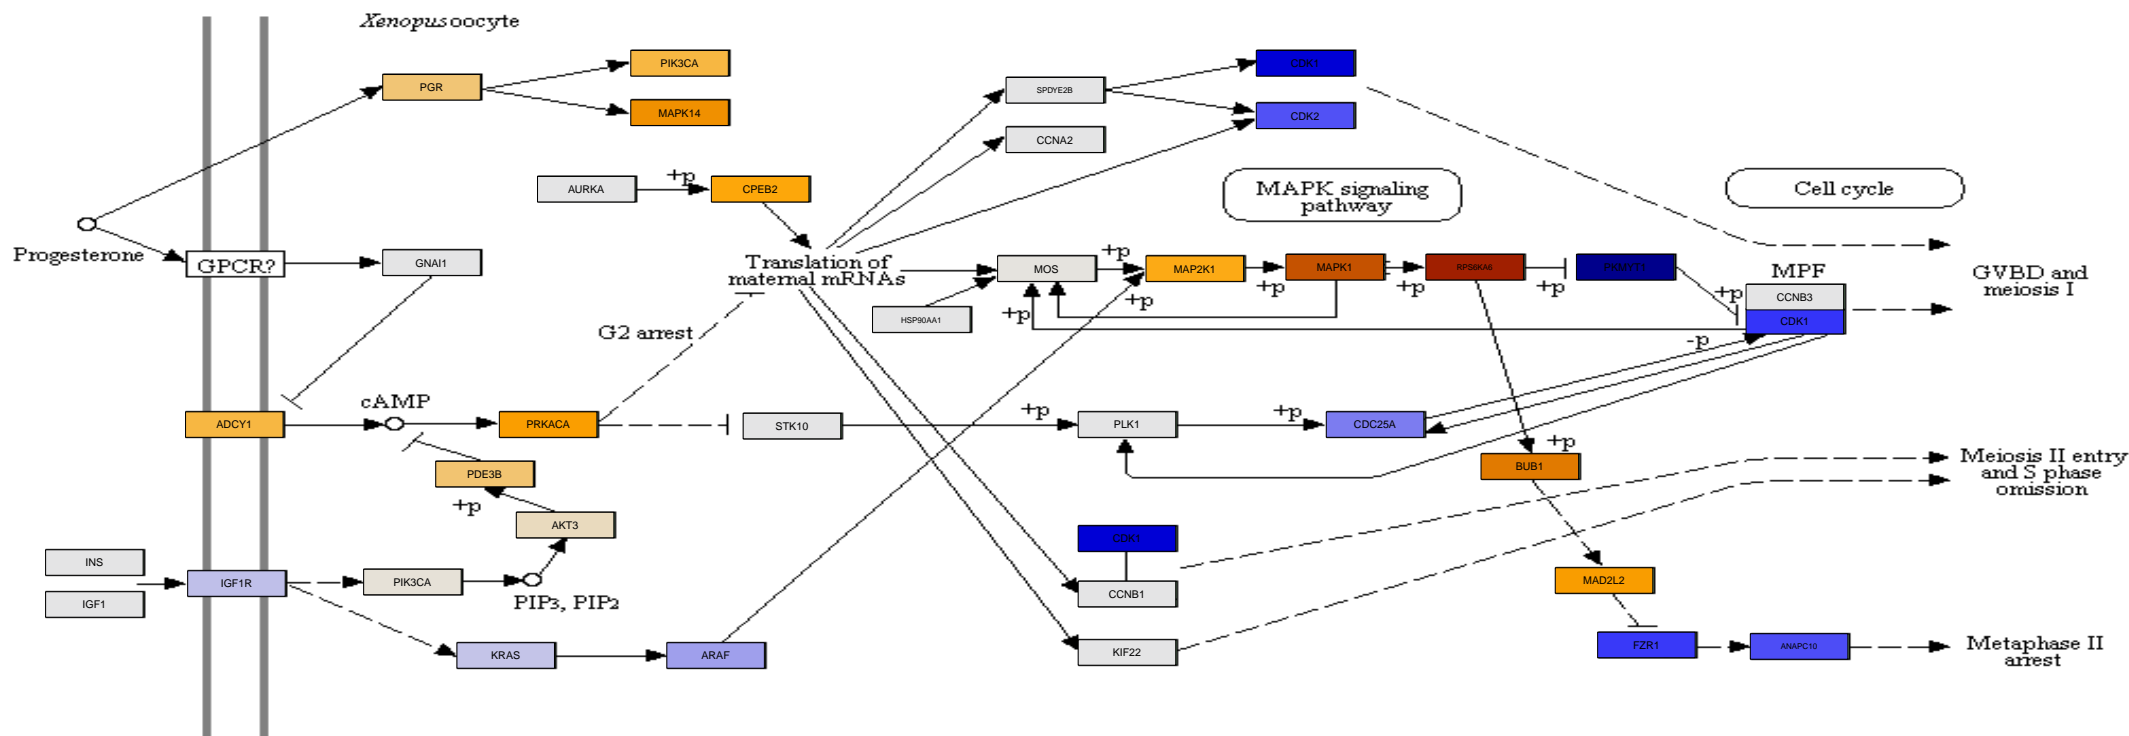 Xenopus oocyte
PIK3CA
CDK1
PGR
SPDYE2B
MAPK14
CDK2
CCNA2
AURKA
+p
CPEB2
MAPK signaling
pathway
Cell cycle
Progesterone
GPCR?
GNAI1
Translation of
maternal mRNAs
MOS
+p
MAP2K1
+p
MAPK1
+p
RPS6KA6
+p
PKMYT1
+p
MPF
CCNB3
CDK1
GVBD and
meiosis I
HSP90AA1
+p
+p
-p
G2 arrest
cAMP
ADCY1
PRKACA
STK10
+p
PLK1
+p
CDC25A
+p
BUB1
PDE3B
+p
AKT3
Meiosis II entry
and S phase
omission
INS
IGF1
IGF1R
PIK3CA
PIP3, PIP2
CDK1
CCNB1
MAD2L2
KRAS
ARAF
KIF22
FZR1
ANAPC10
Metaphase II
arrest